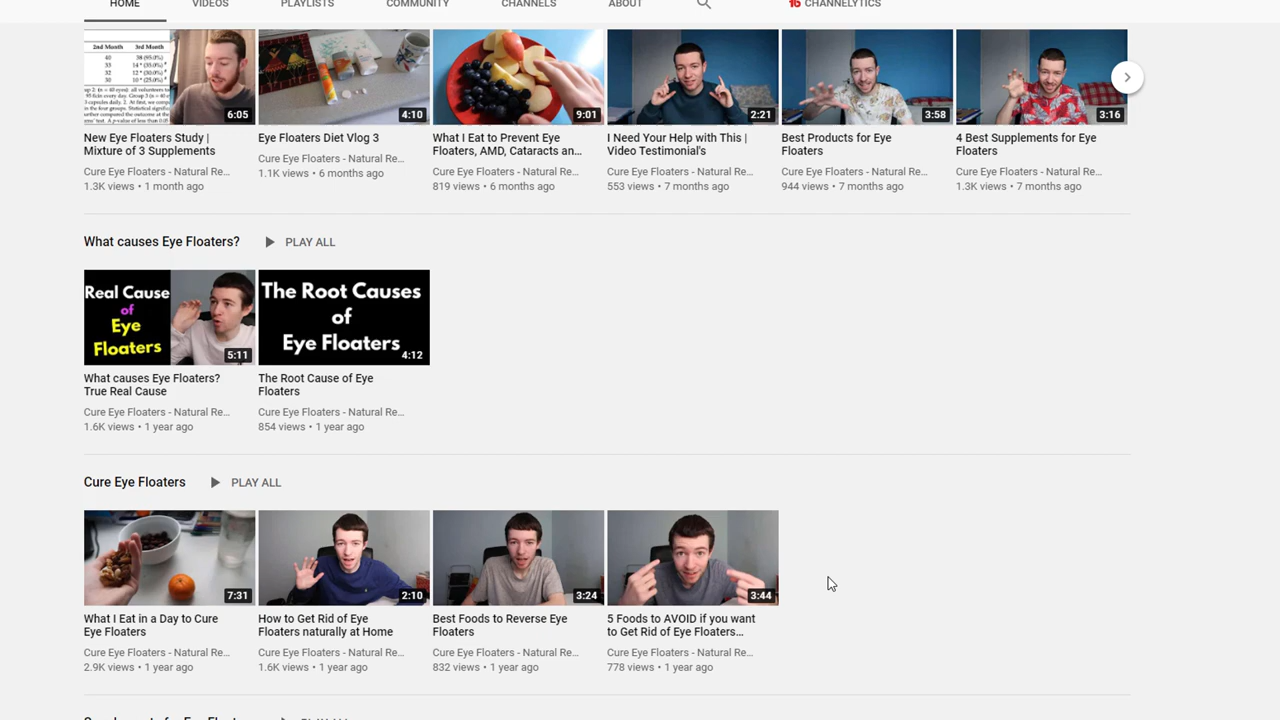 HOME VIDEOS PLAYLISTS COMMUNITY CHANNELS ABOUT CHANNELYTICS
2nd Month 3rd Month
40 38 (95.0%)
6:05
4:01
9:01
2:21
3:58
3:16
New Eye Floaters Study |
Mixture of 3 Supplements
Cure Eye Floaters - Natural Re...
1.3K views • 1 month ago
Eye Floaters Diet Vlog 3
Cure Eye Floaters - Natural Re...
1.1K views • 6 months ago
What I Eat to Prevent Eye
Floaters, AMD, Cataracts an...
Cure Eye Floaters - Natural Re...
819 views • 6 months ago
I Need Your Help with This |
Video Testimonial's
Cure Eye Floaters - Natural Re...
553 views • 7 months ago
Best Products for Eye
Floaters
Cure Eye Floaters - Natural Re...
944 views • 7 months ago
4 Best Supplements for Eye
Floaters
Cure Eye Floaters - Natural Re...
1.3K views • 7 months ago
What causes Eye Floaters? PLAY ALL
Real Cause
of
Eye
Floaters
5:11
The Root Causes
of
Eye Floaters
4:12
What causes Eye Floaters?
True Real Cause
Cure Eye Floaters - Natural Re...
1.6K views • 1 year ago
The Root Cause of Eye
Floaters
Cure Eye Floaters - Natural Re...
854 views • 1 year ago
Cure Eye Floaters PLAY ALL
7:31
2:10
3:24
3:44
What I Eat in a Day to Cure
Eye Floaters
Cure Eye Floaters - Natural Re...
2.9K views • 1 year ago
How to Get Rid of Eye
Floaters naturally at Home
Cure Eye Floaters - Natural Re...
1.6K views • 1 year ago
Best Foods to Reverse Eye
Floaters
Cure Eye Floaters - Natural Re...
832 views • 1 year ago
5 Foods to AVOID if you want
to Get Rid of Eye Floaters...
Cure Eye Floaters - Natural Re...
778 views • 1 year ago